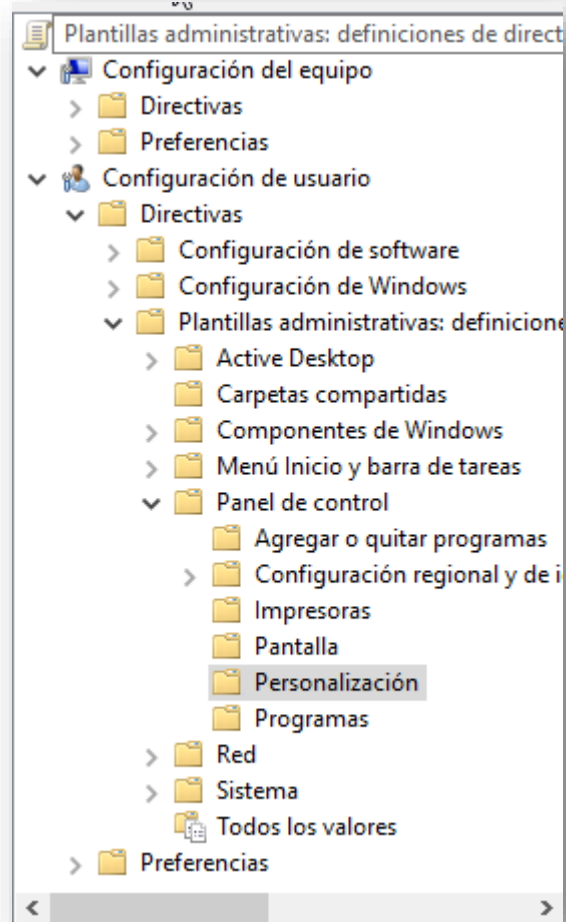 Plantillas administrativas: definiciones de direct
Configuración del equipo
Directivas
Preferencias
Configuración de usuario
Directivas
Configuración de software
Configuración de Windows
Plantillas administrativas: definicione
Active Desktop
Carpetas compartidas
Componentes de Windows
Menú Inicio y barra de tareas
Panel de control
Agregar o quitar programas
Configuración regional y de i
Impresoras
Pantalla
Personalización
Programas
Red
Sistema
Todos los valores
Preferencias